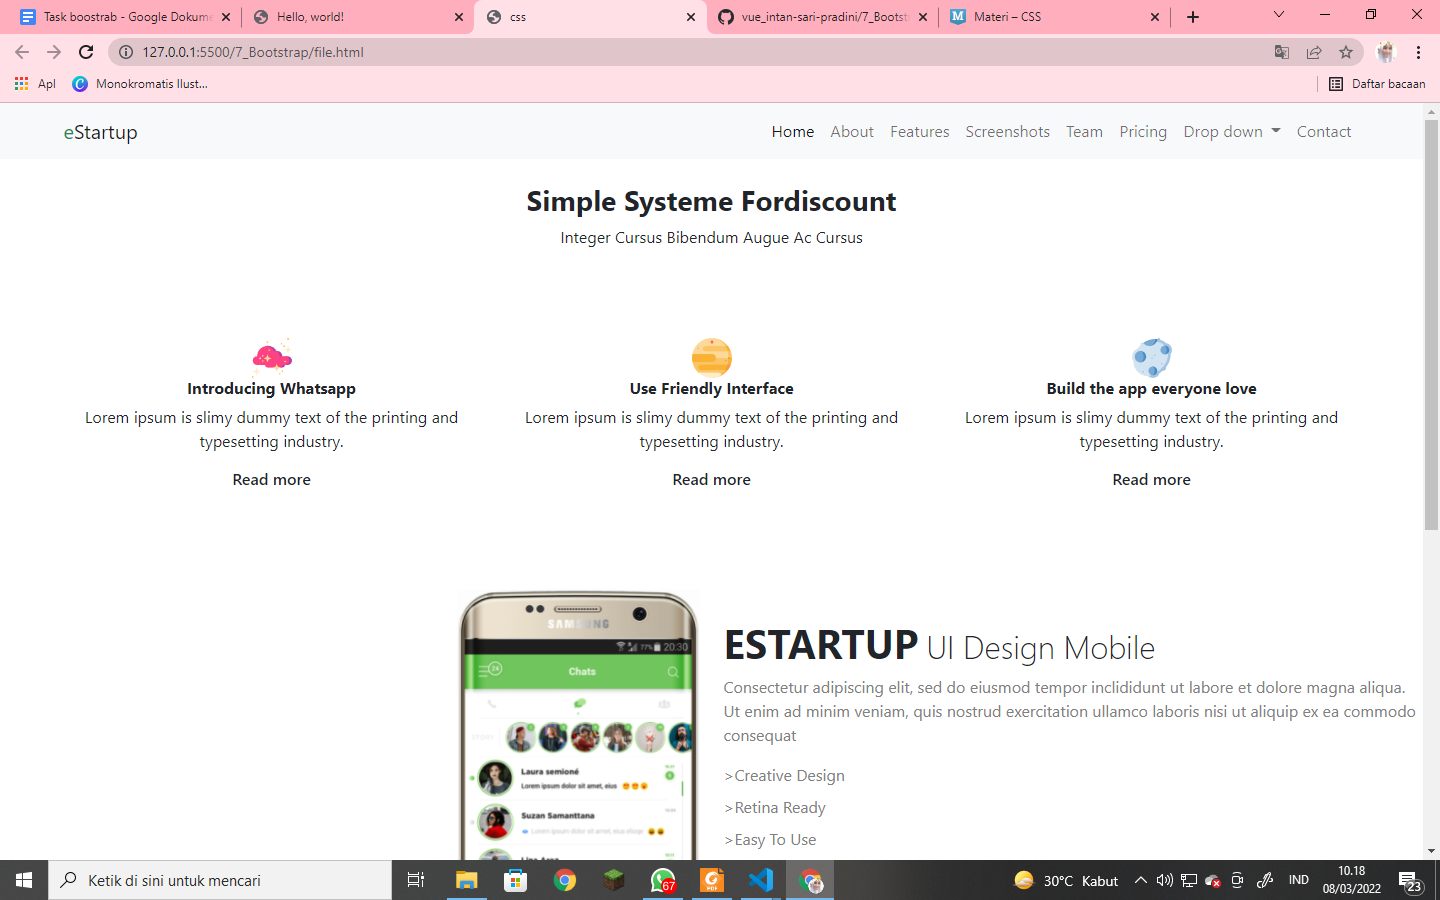 Task boostrab - Google Dokume
Hello, world!
css
vue_intan-sari-pradini/7_Bootst
Materi – CSS
127.0.0.1:5500/7_Bootstrap/file.html
Apl
Monokromatis Ilust...
Daftar bacaan
eStartup
Home About Features Screenshots Team Pricing Drop down Contact
Simple Systeme Fordiscount
Integer Cursus Bibendum Augue Ac Cursus
Introducing Whatsapp
Lorem ipsum is slimy dummy text of the printing and
typesetting industry.
Read more
Use Friendly Interface
Lorem ipsum is slimy dummy text of the printing and
typesetting industry.
Read more
Build the app everyone love
Lorem ipsum is slimy dummy text of the printing and
typesetting industry.
Read more
SAMSUNG
77% 20:30
24
Chats
Laura semioné
Lorem ipsum dolor sit amet, eius
Suzan Samanttana
Lorem ipsum dolor sit amet, eius elioge
ESTARTUP UI Design Mobile
Consectetur adipiscing elit, sed do eiusmod tempor inclididunt ut labore et dolore magna aliqua.
Ut enim ad minim veniam, quis nostrud exercitation ullamco laboris nisi ut aliquip ex ea commodo
consequat
>Creative Design
>Retina Ready
>Easy To Use
Ketik di sini untuk mencari
67
PDF
30°C Kabut
IND
10.18
08/03/2022
23